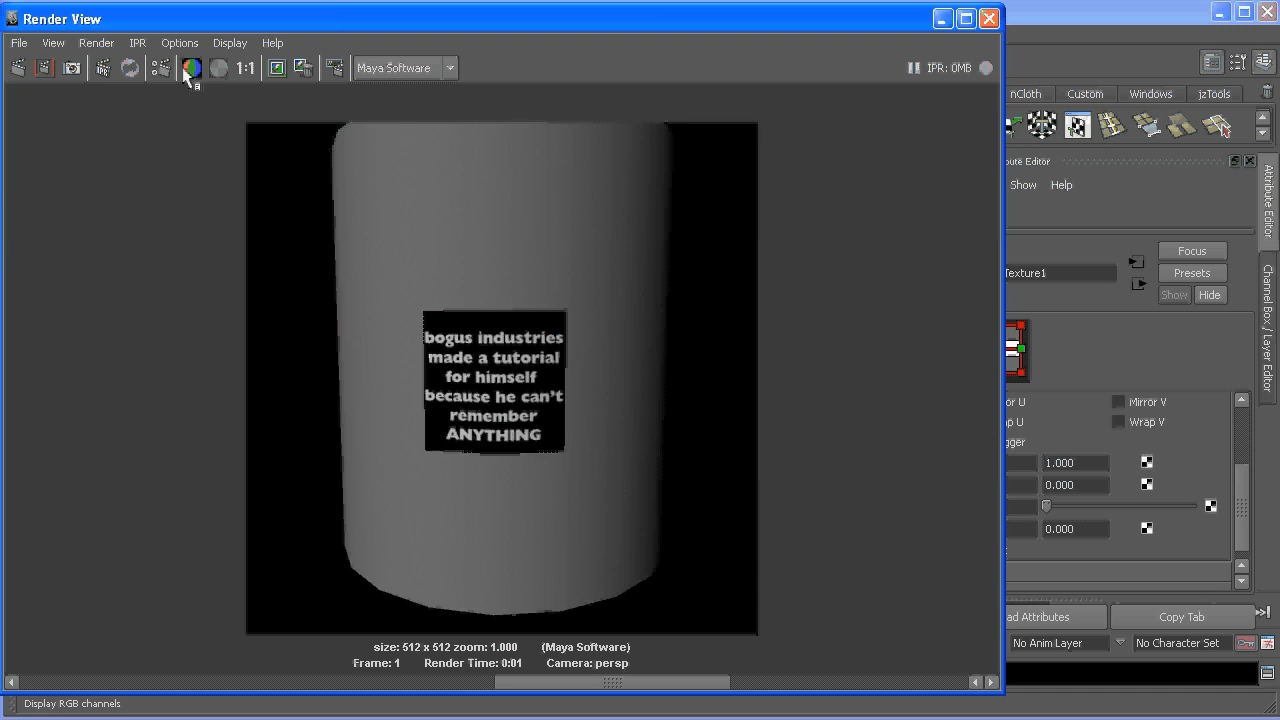 Render View
File View Render IPR Options Display Help
1:1 Maya Software IPR: 0MB
nCloth Custom Windows jzTools
Show Help
Focus
Texture1 Presets
Show Hide
Mirror V
Wrap V
1.000
0.000
0.000
bogus industries
made a tutorial
for himself
because he can't
remember
ANYTHING
size: 512 x 512 zoom: 1.000 (Maya Software)
Frame: 1 Render Time: 0:01 Camera: persp
Copy Tab
No Anim Layer No Character Set
Attribute Editor
Channel Box / Layer Editor
Display RGB channels